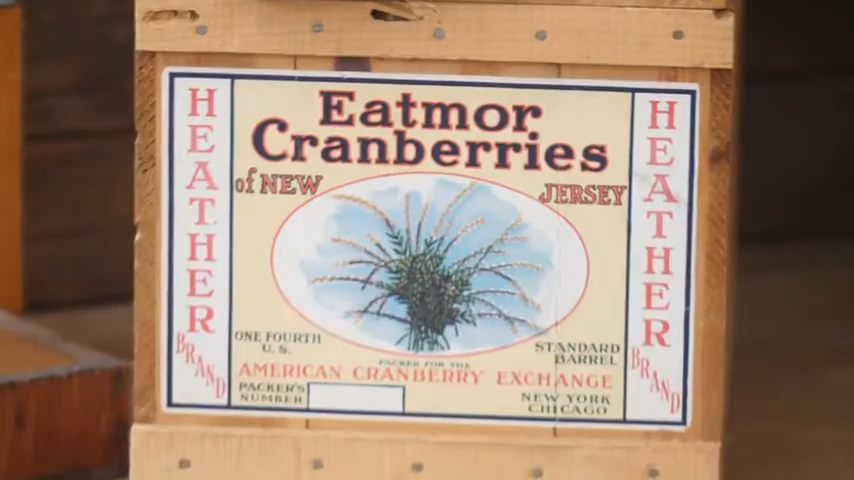 HEATHER BRAND
Eatmor
Cranberries
of NEW JERSEY
ONE FOURTH
U.S.
STANDARD
BARREL
PACKED FOR THE
AMERICAN CRANBERRY EXCHANGE
PACKER'S
NUMBER
NEW YORK
CHICAGO
HEATHER BRAND